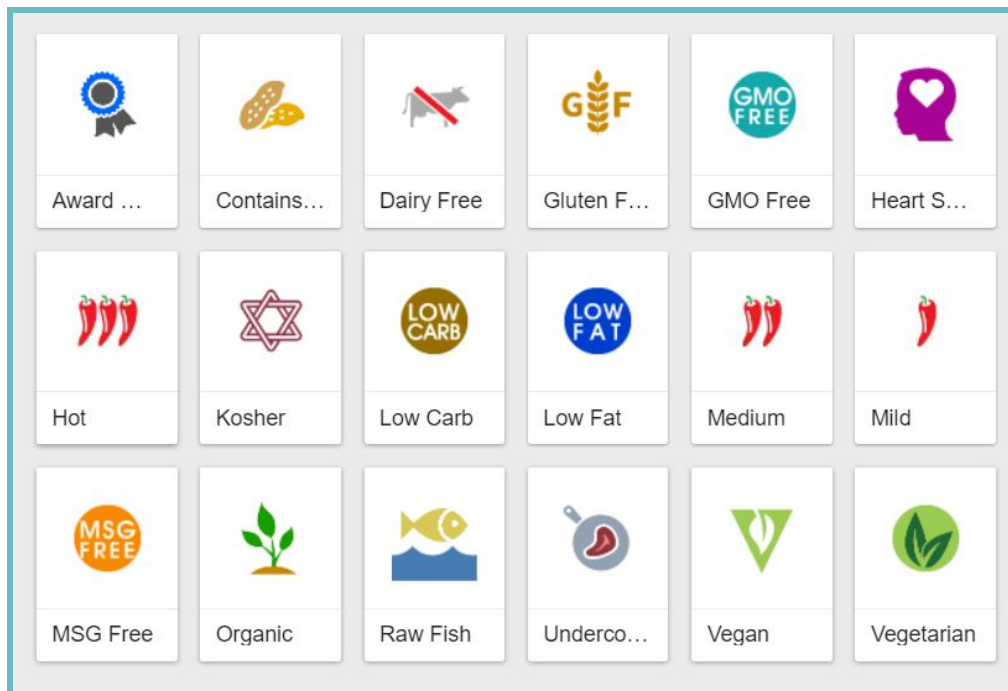 GF
GMO
FREE
Award …
Contains…
Dairy Free
Gluten F…
GMO Free
Heart S…
LOW
CARB
LOW
FAT
Hot
Kosher
Low Carb
Low Fat
Medium
Mild
MSG
FREE
MSG Free
Organic
Raw Fish
Underco…
Vegan
Vegetarian